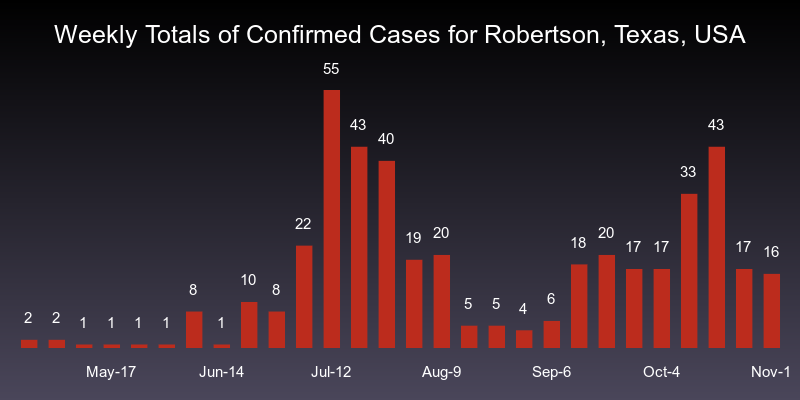 Weekly Totals of Confirmed Cases for Robertson, Texas, USA
2 2 1 1 1 1 8 1 10 8 22 55 43 40 19 20 5 5 4 6 18 20 17 17 33 43 17 16
May-17 Jun-14 Jul-12 Aug-9 Sep-6 Oct-4 Nov-1